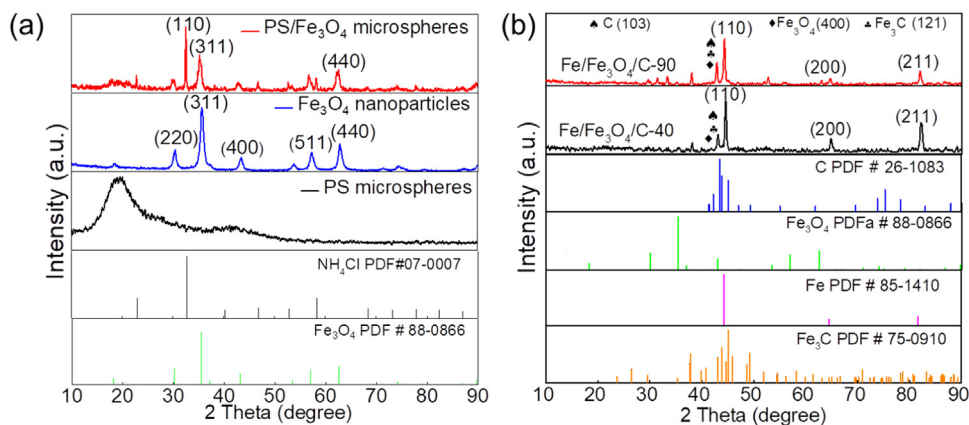 (a)
(110)
PS/Fe₃O₄ microspheres
(311)
(440)
(311)
Fe₃O₄ nanoparticles
(220)
(400)
(511)
(440)
PS microspheres
NH₄Cl PDF#07-0007
Fe₃O₄ PDF # 88-0866
Intensity (a.u.)
10 20 30 40 50 60 70 80 90
2 Theta (degree)
(b)
♠ C (103) ♦Fe₃O₄(400) ♣ Fe₃C (121)
(110)
Fe/Fe₃O₄/C-90
(200)
(211)
(110)
Fe/Fe₃O₄/C-40
(200)
(211)
C PDF # 26-1083
Fe₃O₄ PDFa # 88-0866
Fe PDF # 85-1410
Fe₃C PDF # 75-0910
Intensity (a.u.)
10 20 30 40 50 60 70 80 90
2 Theta (degree)